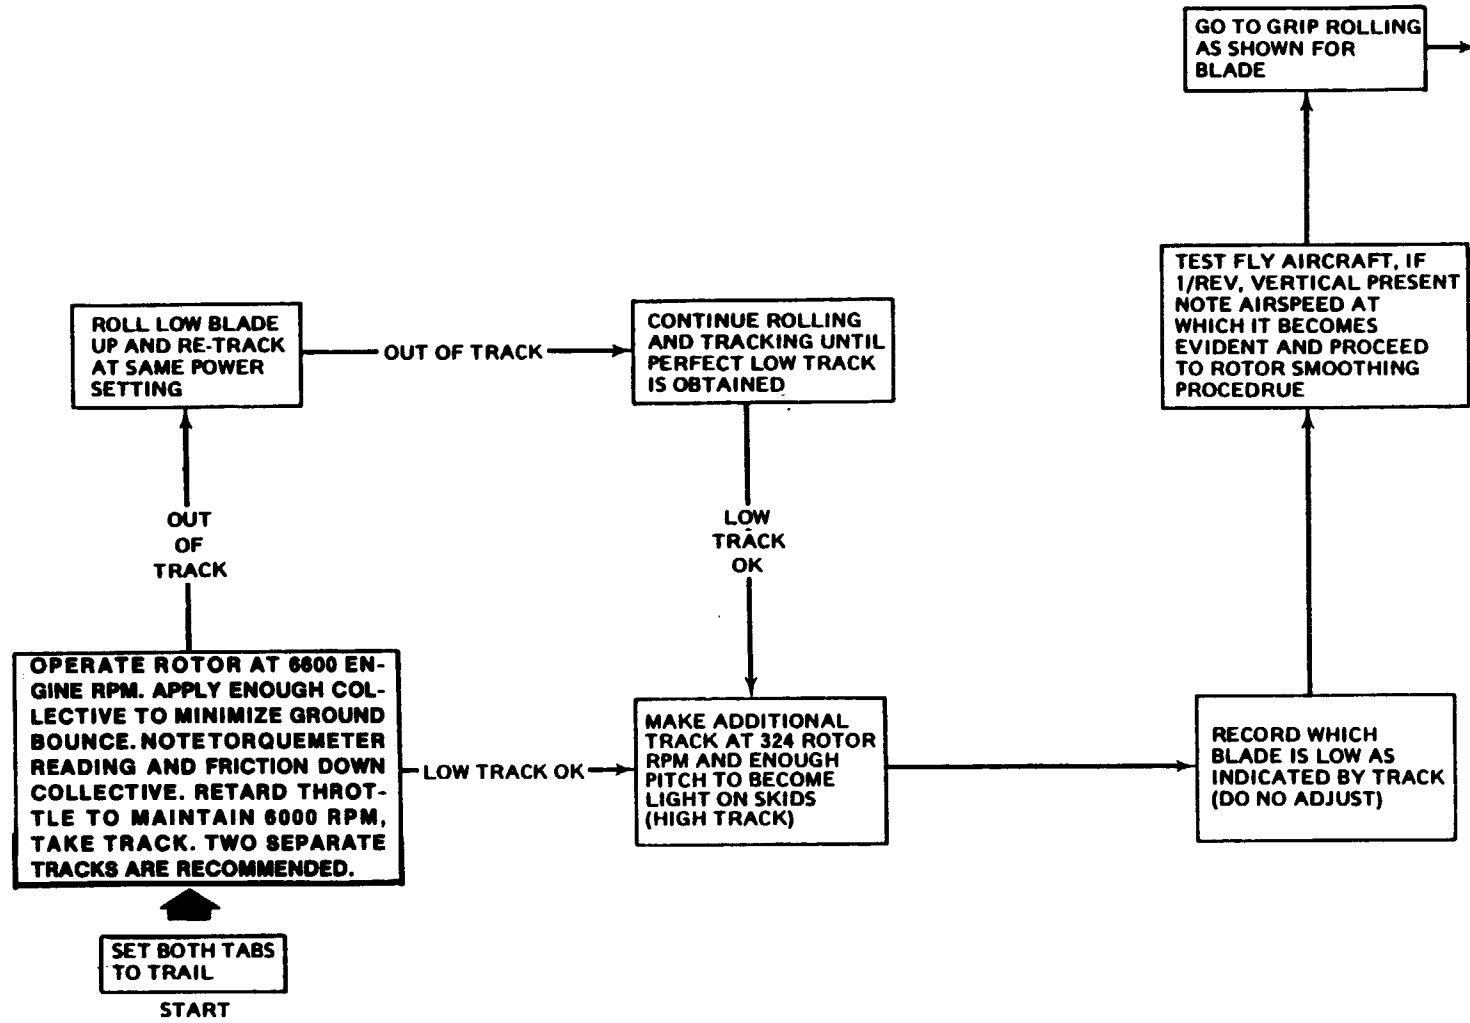 GO TO GRIP ROLLING
AS SHOWN FOR
BLADE
TEST FLY AIRCRAFT, IF
1/REV, VERTICAL PRESENT
NOTE AIRSPEED AT
WHICH IT BECOMES
EVIDENT AND PROCEED
TO ROTOR SMOOTHING
PROCEDRUE
ROLL LOW BLADE
UP AND RE-TRACK
AT SAME POWER
SETTING
OUT OF TRACK
CONTINUE ROLLING
AND TRACKING UNTIL
PERFECT LOW TRACK
IS OBTAINED
OUT
OF
TRACK
LOW
TRACK
OK
OPERATE ROTOR AT 6600 EN-
GINE RPM. APPLY ENOUGH COL-
LECTIVE TO MINIMIZE GROUND
BOUNCE. NOTETORQUEMETER
READING AND FRICTION DOWN
COLLECTIVE. RETARD THROT-
TLE TO MAINTAIN 6000 RPM,
TAKE TRACK. TWO SEPARATE
TRACKS ARE RECOMMENDED.
LOW TRACK OK
MAKE ADDITIONAL
TRACK AT 324 ROTOR
RPM AND ENOUGH
PITCH TO BECOME
LIGHT ON SKIDS
(HIGH TRACK)
RECORD WHICH
BLADE IS LOW AS
INDICATED BY TRACK
(DO NO ADJUST)
SET BOTH TABS
TO TRAIL
START